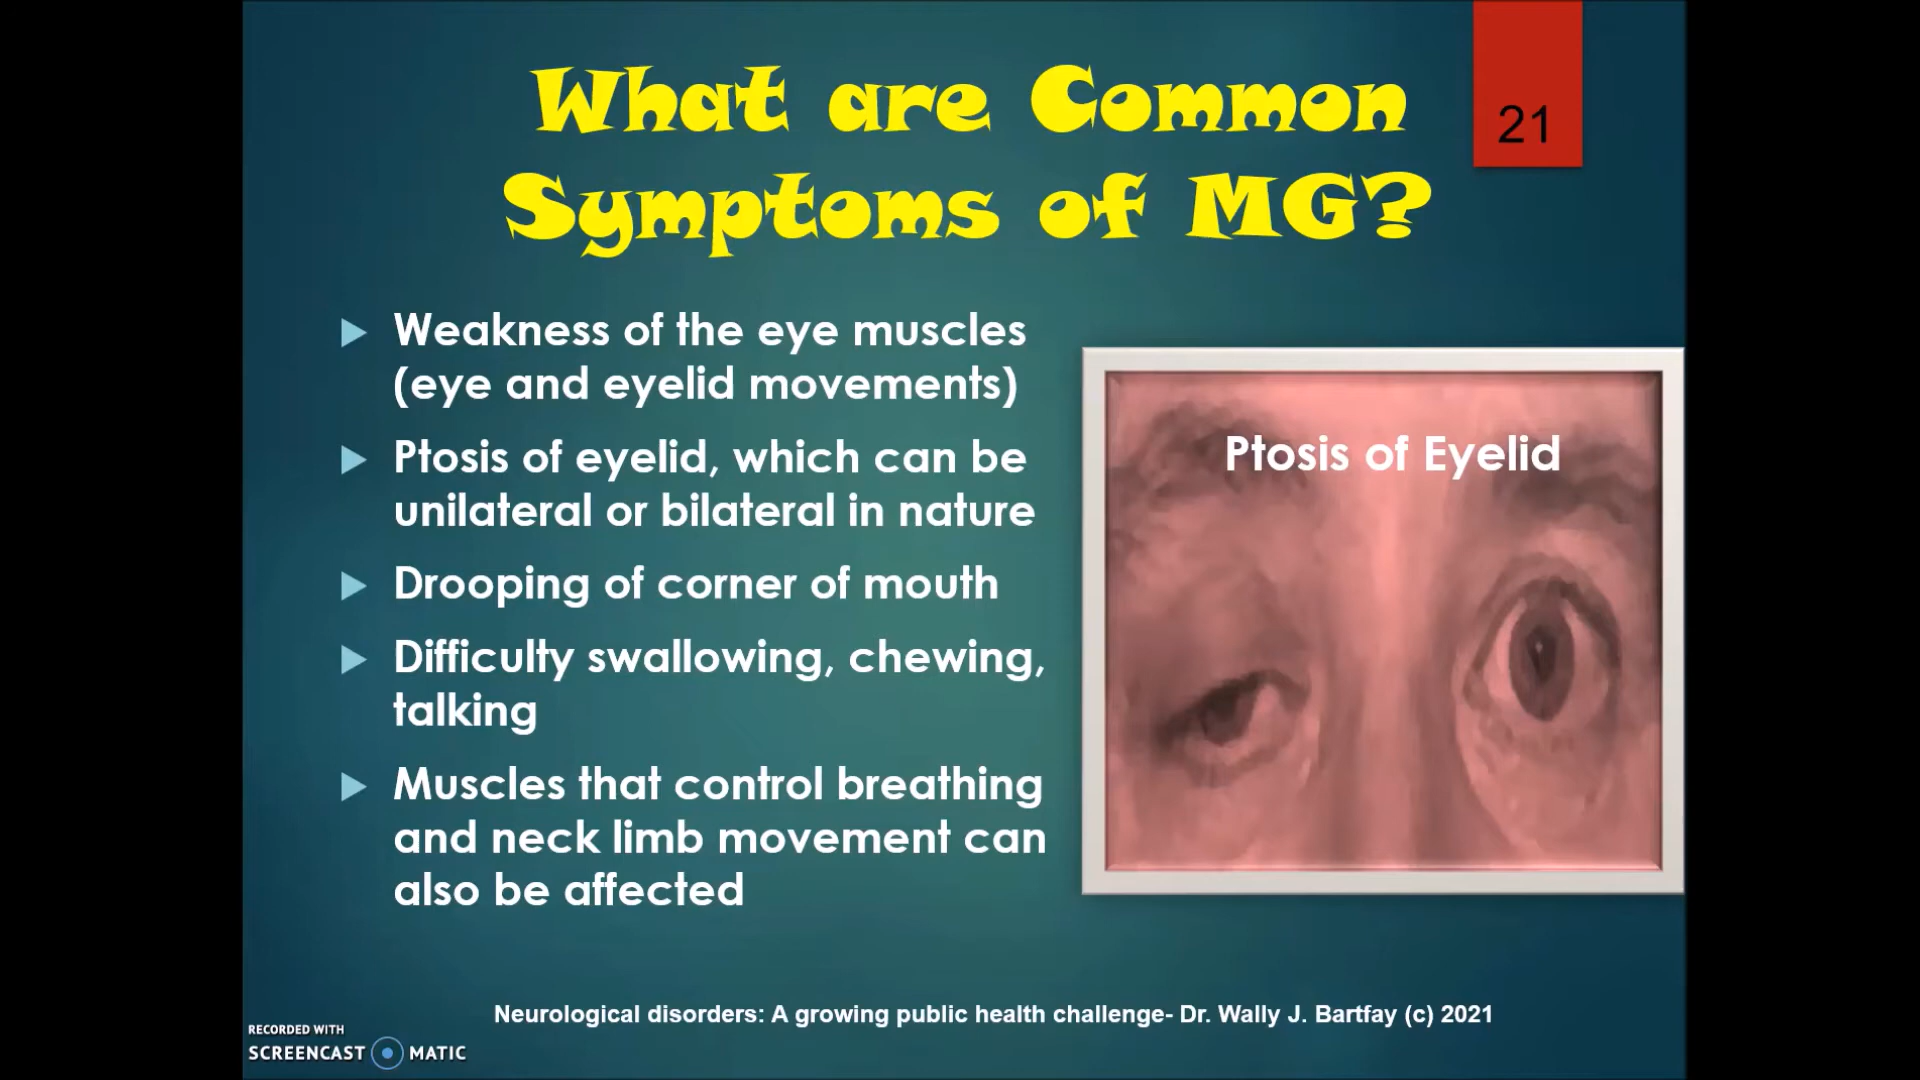 What are Common
Symptoms of MG?
21
Weakness of the eye muscles
(eye and eyelid movements)
Ptosis of eyelid, which can be
unilateral or bilateral in nature
Drooping of corner of mouth
Difficulty swallowing, chewing,
talking
Muscles that control breathing
and neck limb movement can
also be affected
Ptosis of Eyelid
Neurological disorders: A growing public health challenge- Dr. Wally J. Bartfay (c) 2021
RECORDED WITH
SCREENCAST MATIC